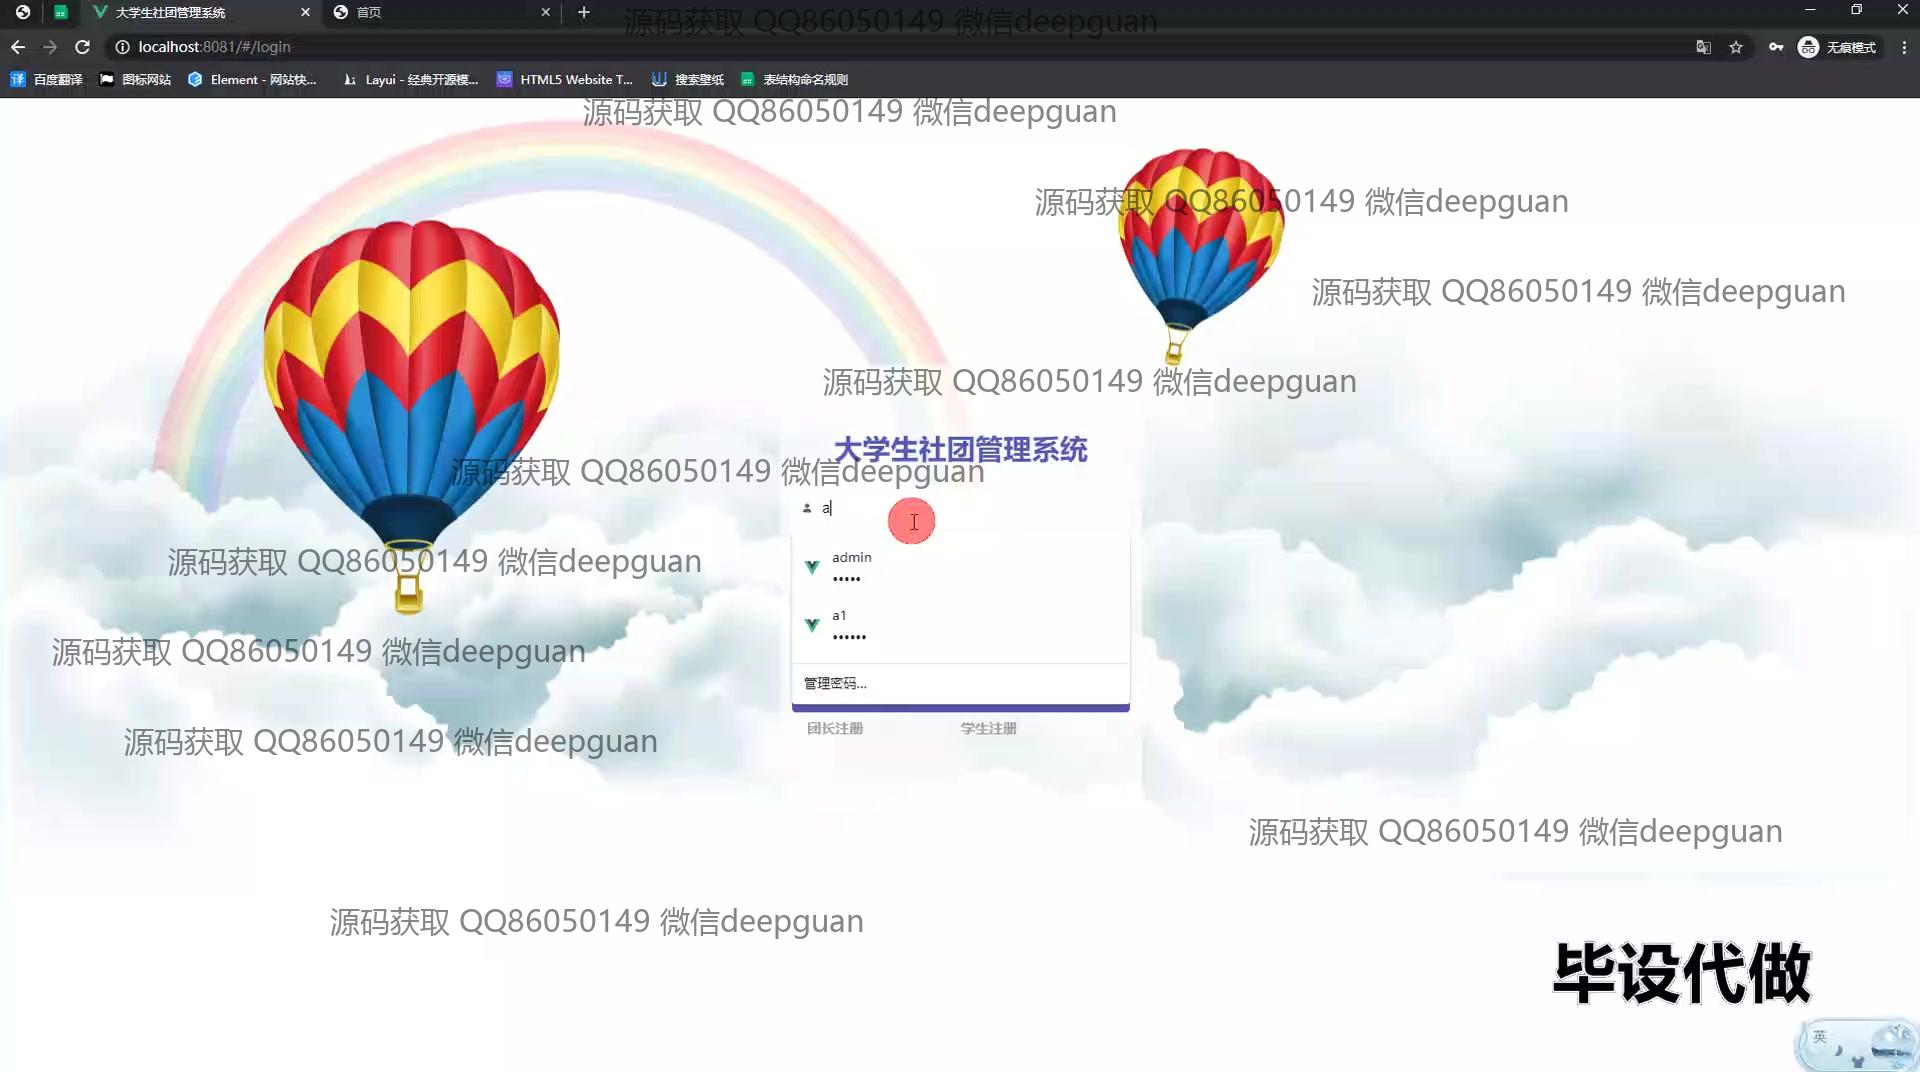 大学生社团管理系统
首页
源码获取 QQ86050149 微信deepguan
localhost:8081/#/login
无痕模式
百度翻译
图标网站
Element - 网站快...
Layui - 经典开源模...
HTML5 Website T...
搜索壁纸
表结构命名规则
源码获取 QQ86050149 微信deepguan
源码获取 QQ86050149 微信deepguan
源码获取 QQ86050149 微信deepguan
源码获取 QQ86050149 微信deepguan
大学生社团管理系统
源码获取 QQ86050149 微信deepguan
a
admin
•••••
源码获取 QQ86050149 微信deepguan
a1
••••••
源码获取 QQ86050149 微信deepguan
管理密码...
团长注册
学生注册
源码获取 QQ86050149 微信deepguan
源码获取 QQ86050149 微信deepguan
源码获取 QQ86050149 微信deepguan
毕设代做
英